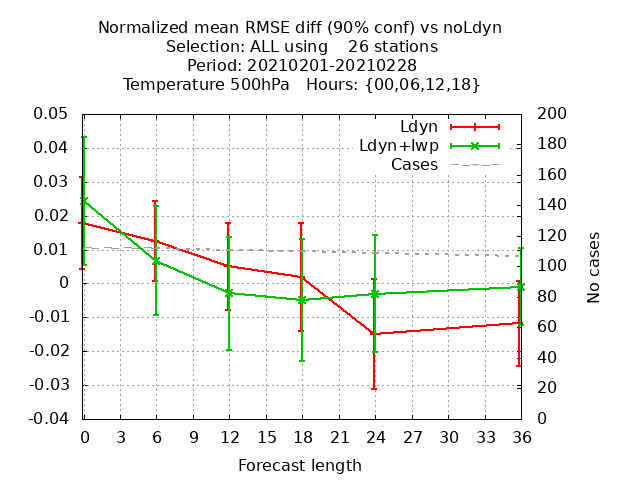 Normalized mean RMSE diff (90% conf) vs noLdyn
Selection: ALL using    26 stations
Period: 20210201-20210228
Temperature 500hPa   Hours: {00,06,12,18}
Ldyn
Ldyn+lwp
Cases
0.05
0.04
0.03
0.02
0.01
0
-0.01
-0.02
-0.03
-0.04
200
180
160
140
120
100
80
60
40
20
0
No cases
0 3 6 9 12 15 18 21 24 27 30 33 36
Forecast length